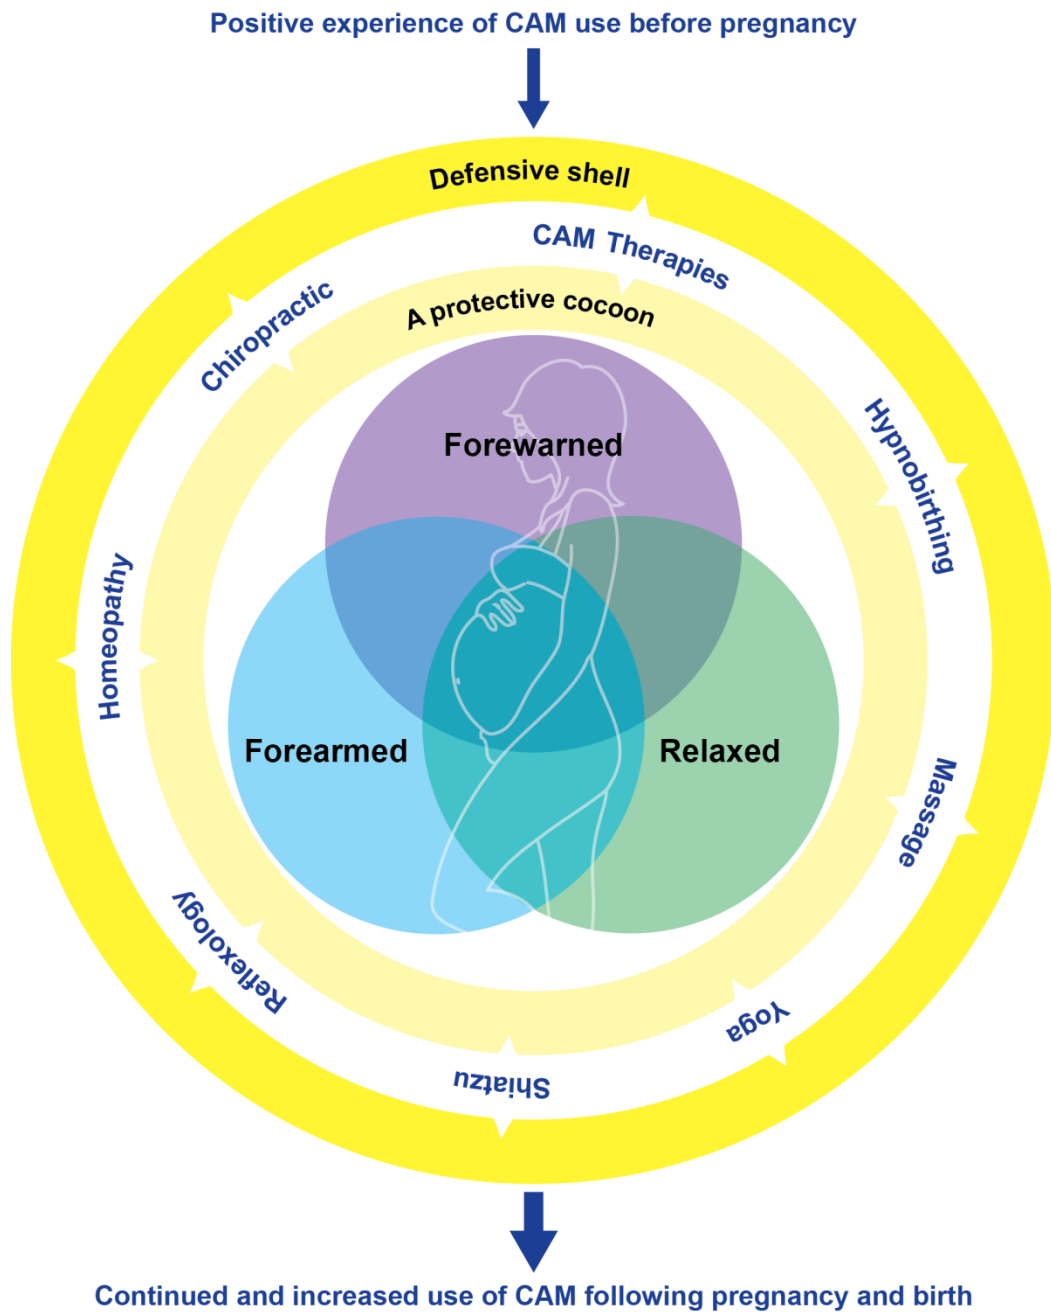 Positive experience of CAM use before pregnancy
Defensive shell
CAM Therapies
A protective cocoon
Chiropractic
Hypnobirthing
Forewarned
Homeopathy
Forearmed
Relaxed
Massage
Reflexology
Yoga
Shiatzu
Continued and increased use of CAM following pregnancy and birth